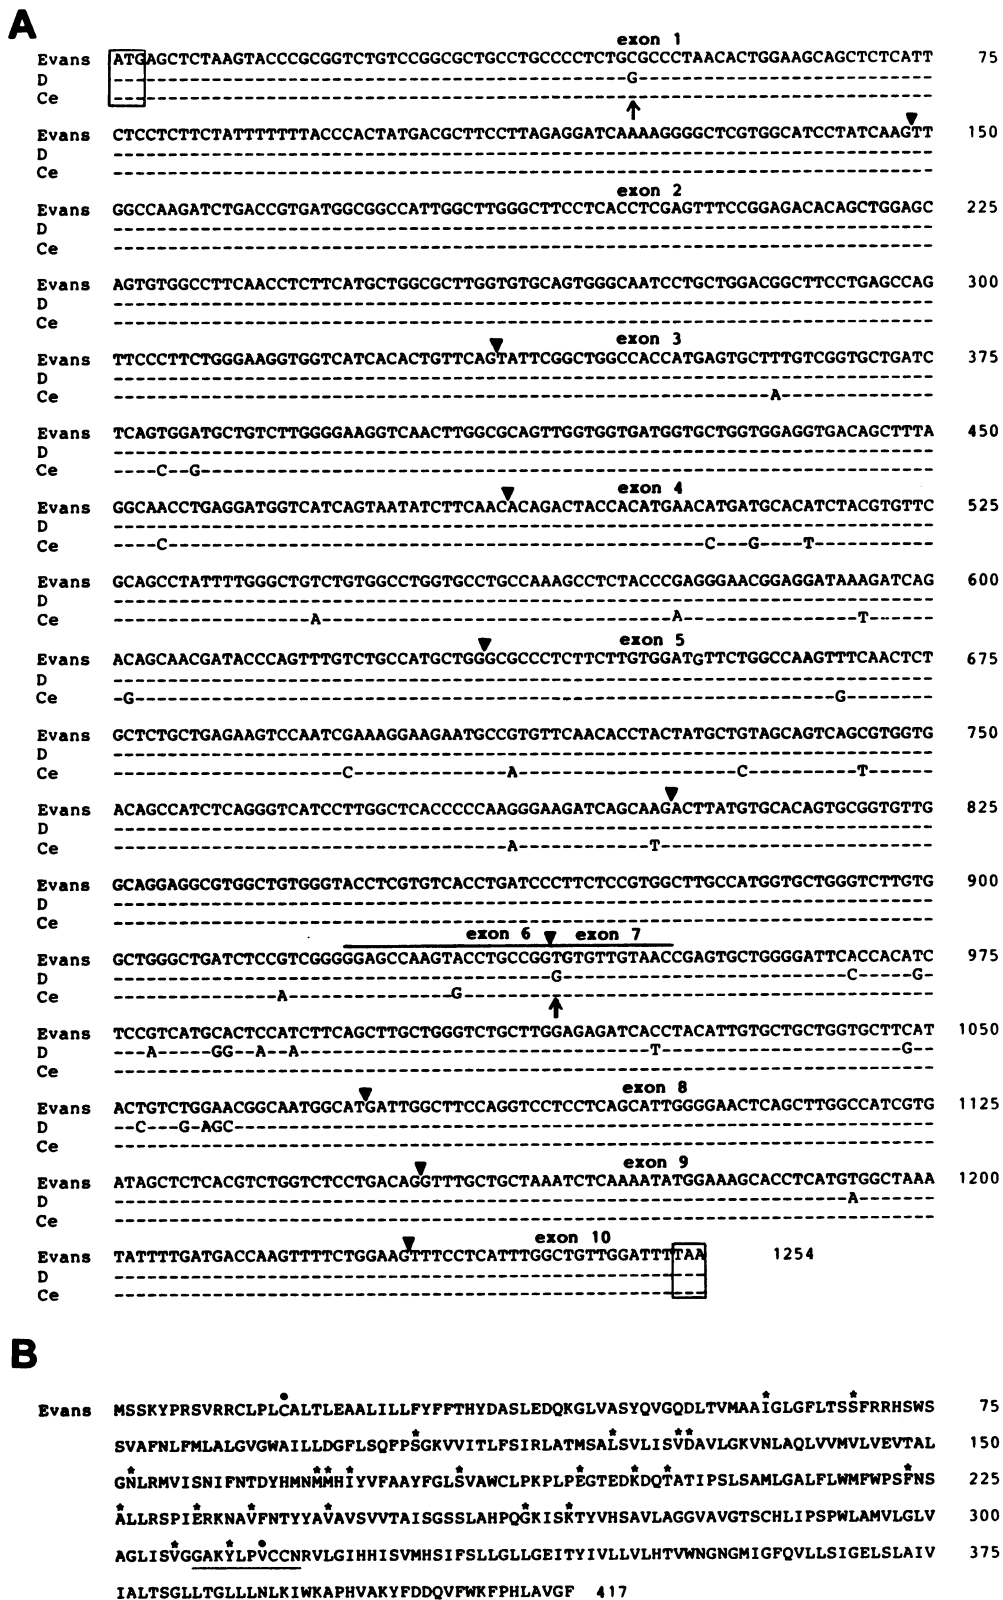 A
exon 1
Evans ATGAGCTCTAAGTACCCGCGGTCTGTCCGGCGCTGCCTGCCCCTCTGCGCCCTAACACTGGAAGCAGCTCTCATT 75
D -----------------------------------------------G---------------------------
Ce ---------------------------------------------------------------------------
Evans CTCCTCTTCTATTTTTTTACCCACTATGACGCTTCCTTAGAGGATCAAAAGGGGCTCGTGGCATCCTATCAAGTT 150
D ---------------------------------------------------------------------------
Ce ---------------------------------------------------------------------------
exon 2
Evans GGCCAAGATCTGACCGTGATGGCGGCCATTGGCTTGGGCTTCCTCACCTCGAGTTTCCGGAGACACAGCTGGAGC 225
D ---------------------------------------------------------------------------
Ce ---------------------------------------------------------------------------
Evans AGTGTGGCCTTCAACCTCTTCATGCTGGCGCTTGGTGTGCAGTGGGCAATCCTGCTGGACGGCTTCCTGAGCCAG 300
D ---------------------------------------------------------------------------
Ce ---------------------------------------------------------------------------
exon 3
Evans TTCCCTTCTGGGAAGGTGGTCATCACACTGTTCAGTATTCGGCTGGCCACCATGAGTGCTTTGTCGGTGCTGATC 375
D ---------------------------------------------------------------------------
Ce ------------------------------------------------------------A--------------
Evans TCAGTGGATGCTGTCTTGGGGAAGGTCAACTTGGCGCAGTTGGTGGTGATGGTGCTGGTGGAGGTGACAGCTTTA 450
D ---------------------------------------------------------------------------
Ce ----C--G-------------------------------------------------------------------
exon 4
Evans GGCAACCTGAGGATGGTCATCAGTAATATCTTCAACACAGACTACCACATGAACATGATGCACATCTACGTGTTC 525
D ---------------------------------------------------------------------------
Ce ----C-------------------------------------------------C---G----T-----------
Evans GCAGCCTATTTTGGGCTGTCTGTGGCCTGGTGCCTGCCAAAGCCTCTACCCGAGGGAACGGAGGATAAAGATCAG 600
D ---------------------------------------------------------------------------
Ce ------------------A--------------------------------A----------------T------
exon 5
Evans ACAGCAACGATACCCAGTTTGTCTGCCATGCTGGGCGCCCTCTTCTTGTGGATGTTCTGGCCAAGTTTCAACTCT 675
D ---------------------------------------------------------------------------
Ce -G----------------------------------------------------------------G--------
Evans GCTCTGCTGAGAAGTCCAATCGAAAGGAAGAATGCCGTGTTCAACACCTACTATGCTGTAGCAGTCAGCGTGGTG 750
D ---------------------------------------------------------------------------
Ce ---------------------C--------------A--------------------C----------T------
Evans ACAGCCATCTCAGGGTCATCCTTGGCTCACCCCCAAGGGAAGATCAGCAAGACTTATGTGCACAGTGCGGTGTTG 825
D ---------------------------------------------------------------------------
Ce ------------------------------------A------------T-------------------------
Evans GCAGGAGGCGTGGCTGTGGGTACCTCGTGTCACCTGATCCCTTCTCCGTGGCTTGCCATGGTGCTGGGTCTTGTG 900
D ---------------------------------------------------------------------------
Ce ---------------------------------------------------------------------------
exon 6 exon 7
Evans GCTGGGCTGATCTCCGTCGGGGGAGCCAAGTACCTGCCGGTGTGTTGTAACCGAGTGCTGGGGATTCACCACATC 975
D ----------------------------------------G--------------------------C-----G-
Ce ---------------A---------------G-------------------------------------------
Evans TCCGTCATGCACTCCATCTTCAGCTTGCTGGGTCTGCTTGGAGAGATCACCTACATTGTGCTGCTGGTGCTTCAT 1050
D ---A-----GG--A--A--------------------------------T----------------------G--
Ce ---------------------------------------------------------------------------
exon 8
Evans ACTGTCTGGAACGGCAATGGCATGATTGGCTTCCAGGTCCTCCTCAGCATTGGGGAACTCAGCTTGGCCATCGTG 1125
D --C---G-AGC----------------------------------------------------------------
Ce ---------------------------------------------------------------------------
exon 9
Evans ATAGCTCTCACGTCTGGTCTCCTGACAGGTTTGCTGCTAAATCTCAAAATATGGAAAGCACCTCATGTGGCTAAA 1200
D -------------------------------------------------------------------A-------
Ce ---------------------------------------------------------------------------
exon 10
Evans TATTTTGATGACCAAGTTTTCTGGAAGTTTCCTCATTTGGCTGTTGGATTTTAA 1254
D ------------------------------------------------------
Ce ------------------------------------------------------
B
Evans MSSKYPRSVRRCLPLCALTLEAALILLFYFFTHYDASLEDQKGLVASYQVGQDLTVMAAIGLGFLTSSFRRHSWS 75
SVAFNLFMLALGVGWAILLDGFLSQFPSGKVVITLFSIRLATMSALSVLISVDAVLGKVNLAQLVVMVLVEVTAL 150
GNLRMVISNIFNTDYHMNMMHIYVFAAYFGLSVAWCLPKPLPEGTEDKDQTATIPSLSAMLGALFLWMFWPSFNS 225
ALLRSPIERKNAVFNTYYAVAVSVVTAISGSSLAHPQGKISKTYVHSAVLAGGVAVGTSCHLIPSPWLAMVLGLV 300
AGLISVGGAKYLPVCCNRVLGIHHISVMHSIFSLLGLLGEITYIVLLVLHTVWNGNGMIGFQVLLSIGELSLAIV 375
IALTSGLLTGLLLNLKIWKAPHVAKYFDDQVFWKFPHLAVGF 417